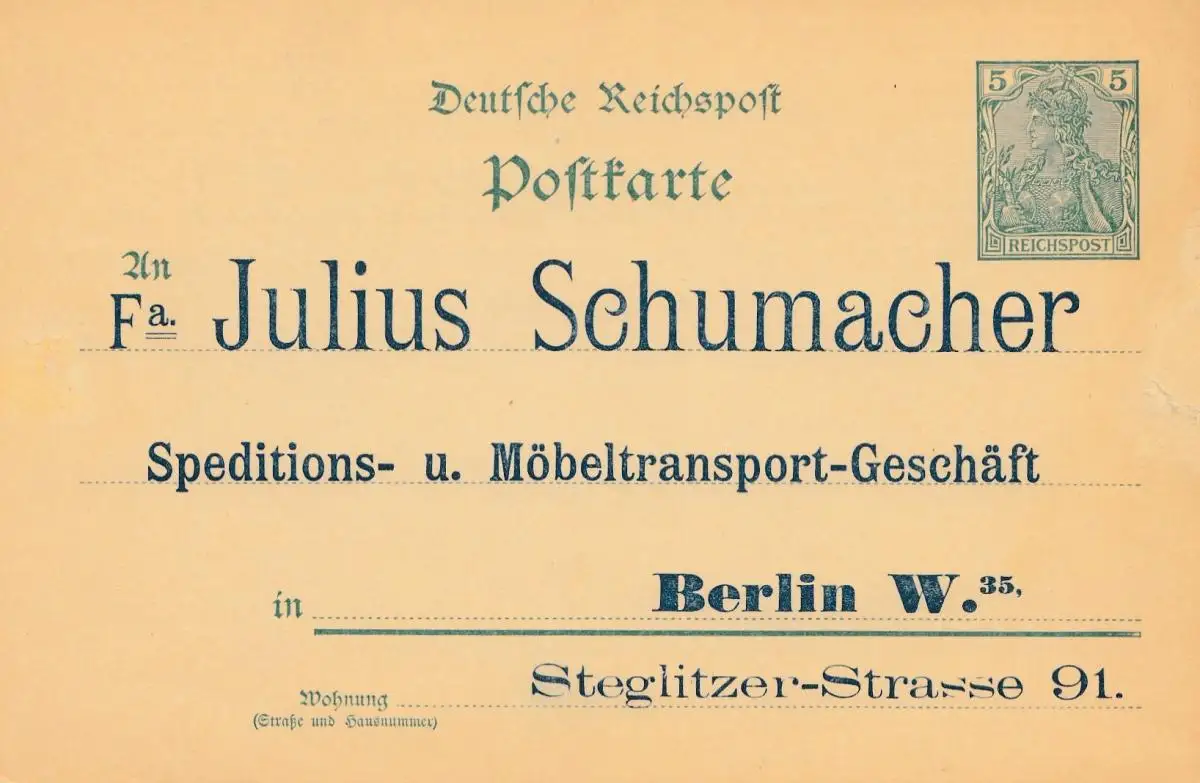 Deutſche Reichspoſt
5 5
Poſtkarte
REICHSPOST
An
Fa. Julius Schumacher
Speditions- u. Möbeltransport-Geschäft
in Berlin W.35,
Steglitzer-Strasse 91.
Wohnung
(Straße und Hausnummer)